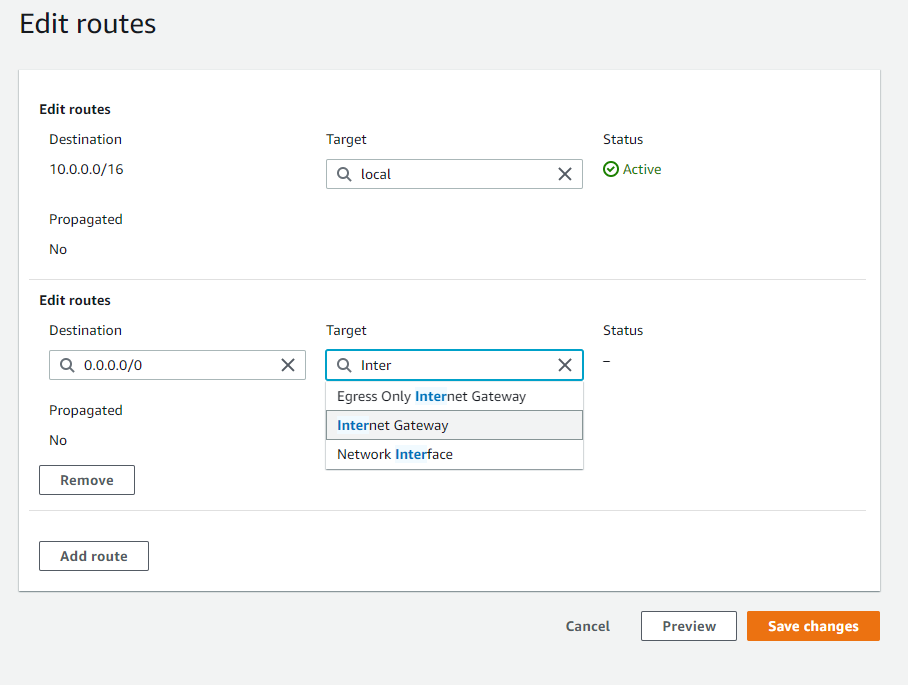 Edit routes
Edit routes
Destination Target Status
10.0.0.0/16 local Active
Propagated
No
Edit routes
Destination Target Status
0.0.0.0/0 Inter –
Egress Only Internet Gateway
Propagated
Internet Gateway
No
Network Interface
Remove
Add route
Cancel Preview Save changes